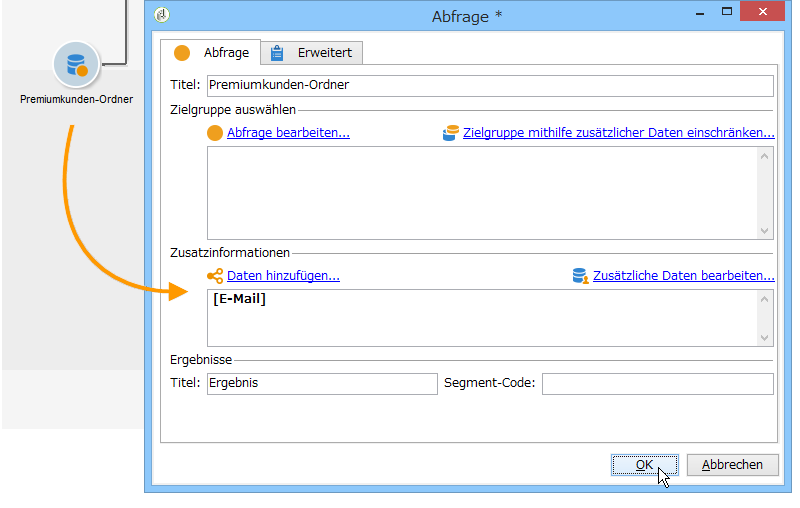 Abfrage *
Abfrage Erweitert
Titel: Premiumkunden-Ordner
Premiumkunden-Ordner
Zielgruppe auswählen
Abfrage bearbeiten... Zielgruppe mithilfe zusätzlicher Daten einschränken...
Zusatzinformationen
Daten hinzufügen... Zusätzliche Daten bearbeiten...
[E-Mail]
Ergebnisse
Titel: Ergebnis Segment-Code:
OK Abbrechen